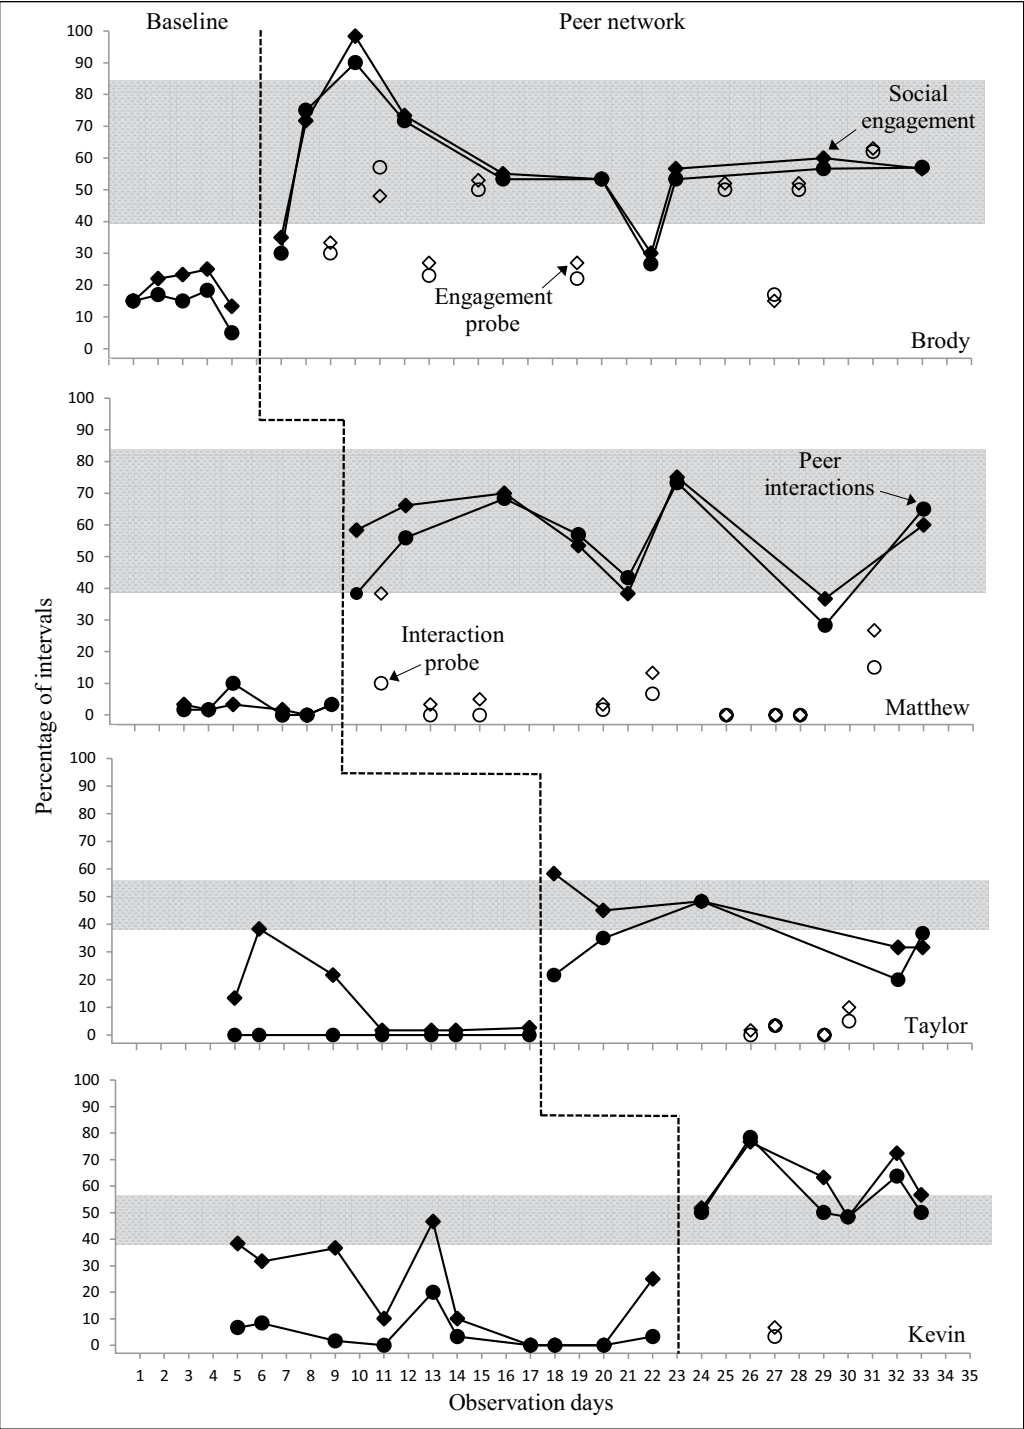 Baseline Peer network
100
90
80
70
60
50
40
30
20
10
0
Social
engagement
Engagement
probe
Brody
100
90
80
70
60
50
40
30
20
10
0
Peer
interactions
Interaction
probe
Matthew
Percentage of intervals
100
90
80
70
60
50
40
30
20
10
0
Taylor
100
90
80
70
60
50
40
30
20
10
0
Kevin
1 2 3 4 5 6 7 8 9 10 11 12 13 14 15 16 17 18 19 20 21 22 23 24 25 26 27 28 29 30 31 32 33 34 35
Observation days